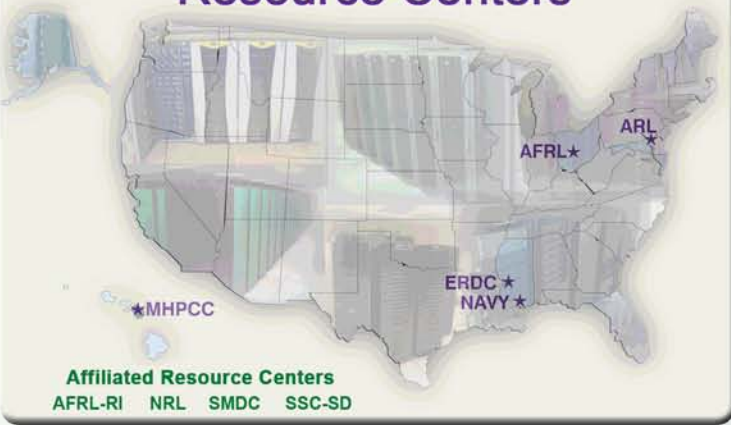 Resource Centers
ARL
AFRL
ERDC
NAVY
MHPCC
Affiliated Resource Centers
AFRL-RI NRL SMDC SSC-SD